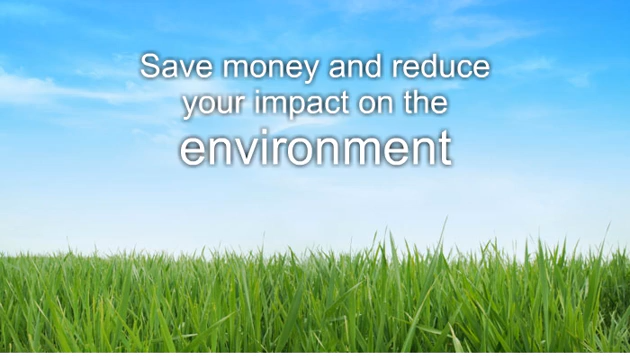 Save money and reduce
your impact on the
environment